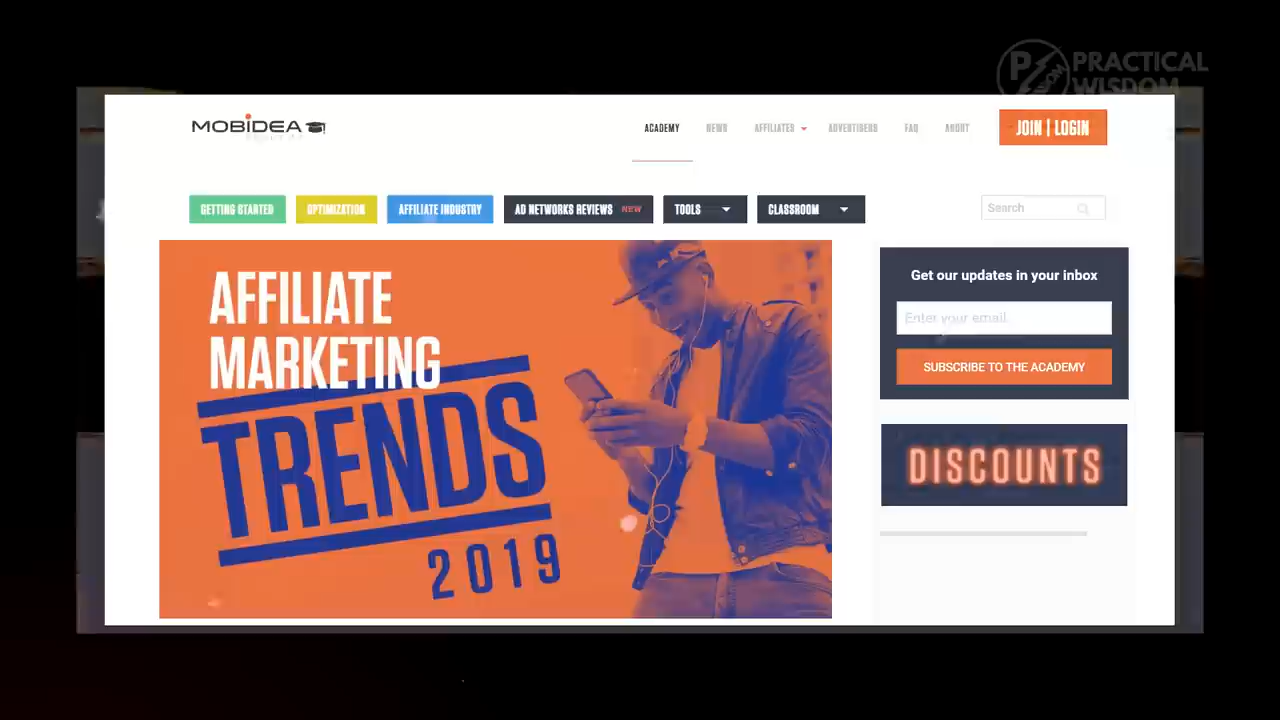 PRACTICAL
WISDOM
MOBIDEA
ACADEMY NEWS AFFILIATES ADVERTISERS FAQ ABOUT JOIN | LOGIN
GETTING STARTED OPTIMIZATION AFFILIATE INDUSTRY AD NETWORKS REVIEWS NEW TOOLS CLASSROOM Search
AFFILIATE
MARKETING
TRENDS
2019
Get our updates in your inbox
Enter your email...
SUBSCRIBE TO THE ACADEMY
DISCOUNTS